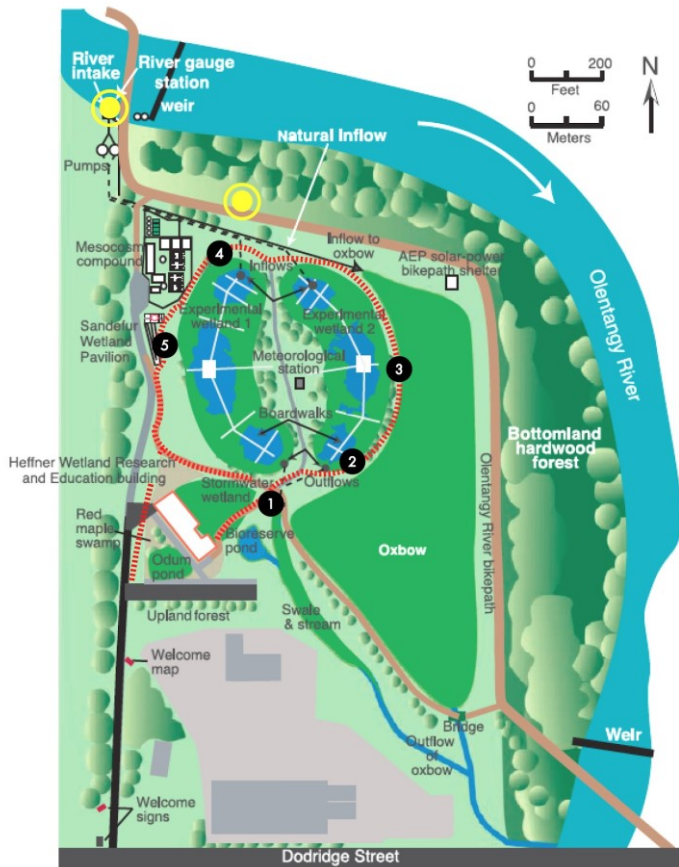 River
intake
River gauge
station
weir
0 200
Feet
0 60
Meters
N
Natural Inflow
Pumps
Mesocosm
compound
4
Inflows
Inflow to
oxbow
AEP solar-power
bikepath shelter
Experimental
wetland 1
Experimental
wetland 2
Olentangy River
Sandefur
Wetland
Pavilion
5
Meteorological
station
3
Boardwalks
Bottomland
hardwood
forest
Heffner Wetland Research
and Education building
2
Stormwater
wetland
Outflows
1
Red
maple
swamp
Bioreserve
pond
Oxbow
Olentangy River bikepath
Odum
pond
Upland forest
Swale
& stream
Welcome
map
Bridge
Outflow
of
oxbow
Weir
Welcome
signs
Dodridge Street